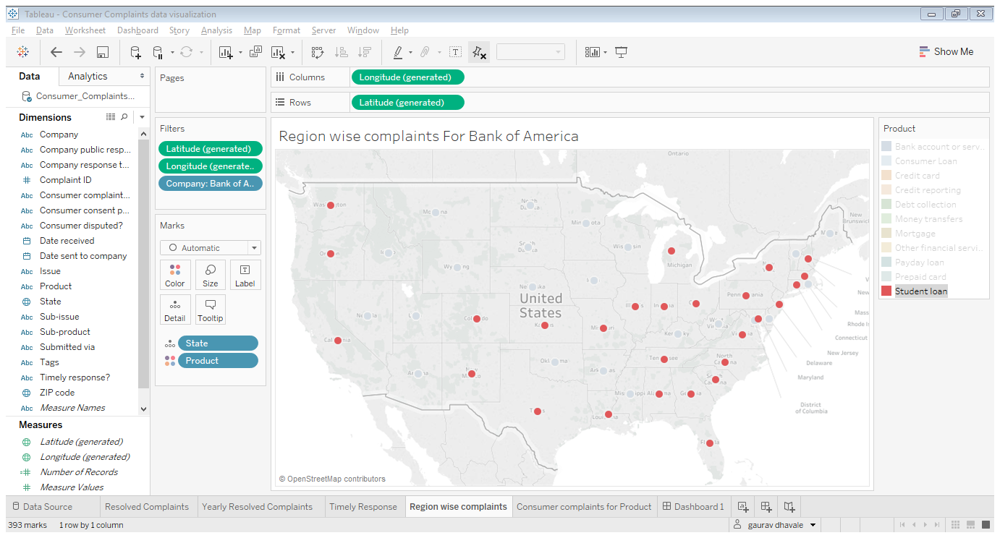 Tableau - Consumer Complaints data visualization
File Data Worksheet Dashboard Story Analysis Map Format Server Window Help
Show Me
Data Analytics
Consumer_Complaints...
Dimensions
Abc Company
Abc Company public resp...
Abc Company response t...
Complaint ID
Abc Consumer complaint...
Abc Consumer consent p...
Abc Consumer disputed?
Date received
Date sent to company
Abc Issue
Abc Product
State
Abc Sub-issue
Abc Sub-product
Abc Submitted via
Abc Tags
Abc Timely response?
ZIP code
Abc Measure Names
Measures
Latitude (generated)
Longitude (generated)
Number of Records
Measure Values
Pages
Filters
Latitude (generated)
Longitude (generate..
Company: Bank of A..
Marks
Automatic
Color Size Label
Detail Tooltip
State
Product
Columns Longitude (generated)
Rows Latitude (generated)
Region wise complaints For Bank of America
Ontario
New
Brunswick
Michigan
United
States
North
Carolina
Mass
Rhode I
Connecticut
New Jersey
Delaware
Maryland
District
of Columbia
© OpenStreetMap contributors
Product
Bank account or serv..
Consumer Loan
Credit card
Credit reporting
Debt collection
Money transfers
Mortgage
Other financial servi..
Payday loan
Prepaid card
Student loan
Data Source Resolved Complaints Yearly Resolved Complaints Timely Response Region wise complaints Consumer complaints for Product Dashboard 1
393 marks 1 row by 1 column gaurav dhavale